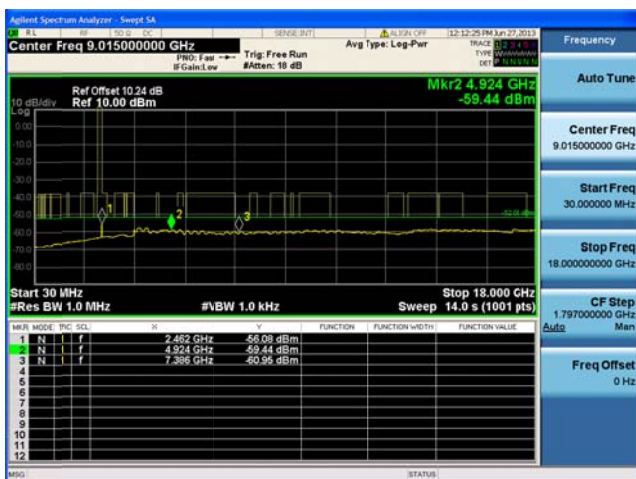 Agilent Spectrum Analyzer - Swept SA
RL RF 50 Ω DC SENSE:INT ALIGN OFF 12:12:25 PM Jun 27, 2013
Center Freq 9.015000000 GHz
PNO: Fast
IFGain:Low
Trig: Free Run
#Atten: 18 dB
Avg Type: Log-Pwr
TRACE 1 2 3 4 5 6
TYPE
DET P N N N N N
Frequency
Auto Tune
Mkr2 4.924 GHz
-59.44 dBm
Ref Offset 10.24 dB
Ref 10.00 dBm
10 dB/div
Log
0.00
-10.0
-20.0
-30.0
-40.0
-50.0
-60.0
-70.0
-80.0
1
2
3
Center Freq
9.015000000 GHz
Start Freq
30.000000 MHz
Stop Freq
18.000000000 GHz
CF Step
1.797000000 GHz
Auto Man
Freq Offset
0 Hz
Start 30 MHz Stop 18.000 GHz
#Res BW 1.0 MHz #VBW 1.0 kHz Sweep 14.0 s (1001 pts)
MKR MODE TRC SCL X Y FUNCTION FUNCTION WIDTH FUNCTION VALUE
1 N 1 f 2.462 GHz -56.08 dBm
2 N 1 f 4.924 GHz -59.44 dBm
3 N 1 f 7.386 GHz -60.95 dBm
4
5
6
7
8
9
10
11
12
MSG STATUS